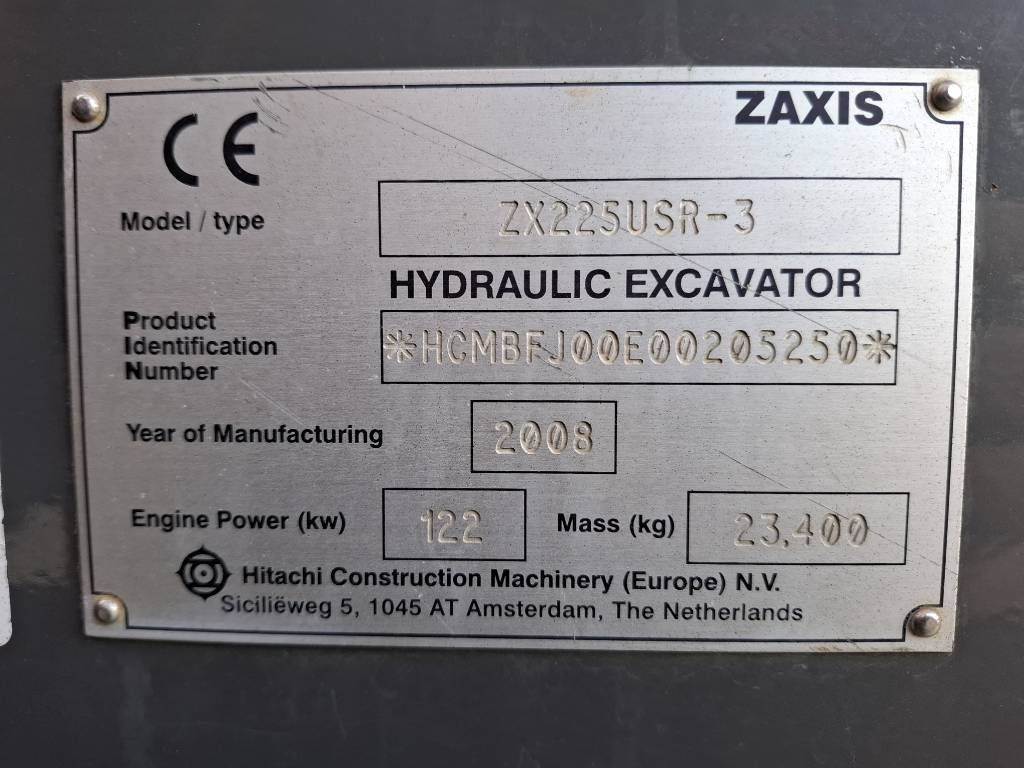 CE
ZAXIS
Model / type ZX225USR-3
HYDRAULIC EXCAVATOR
Product
Identification
Number
*HCMBFJ00E00205250*
Year of Manufacturing 2008
Engine Power (kw) 122 Mass (kg) 23,400
Hitachi Construction Machinery (Europe) N.V.
Siciliëweg 5, 1045 AT Amsterdam, The Netherlands